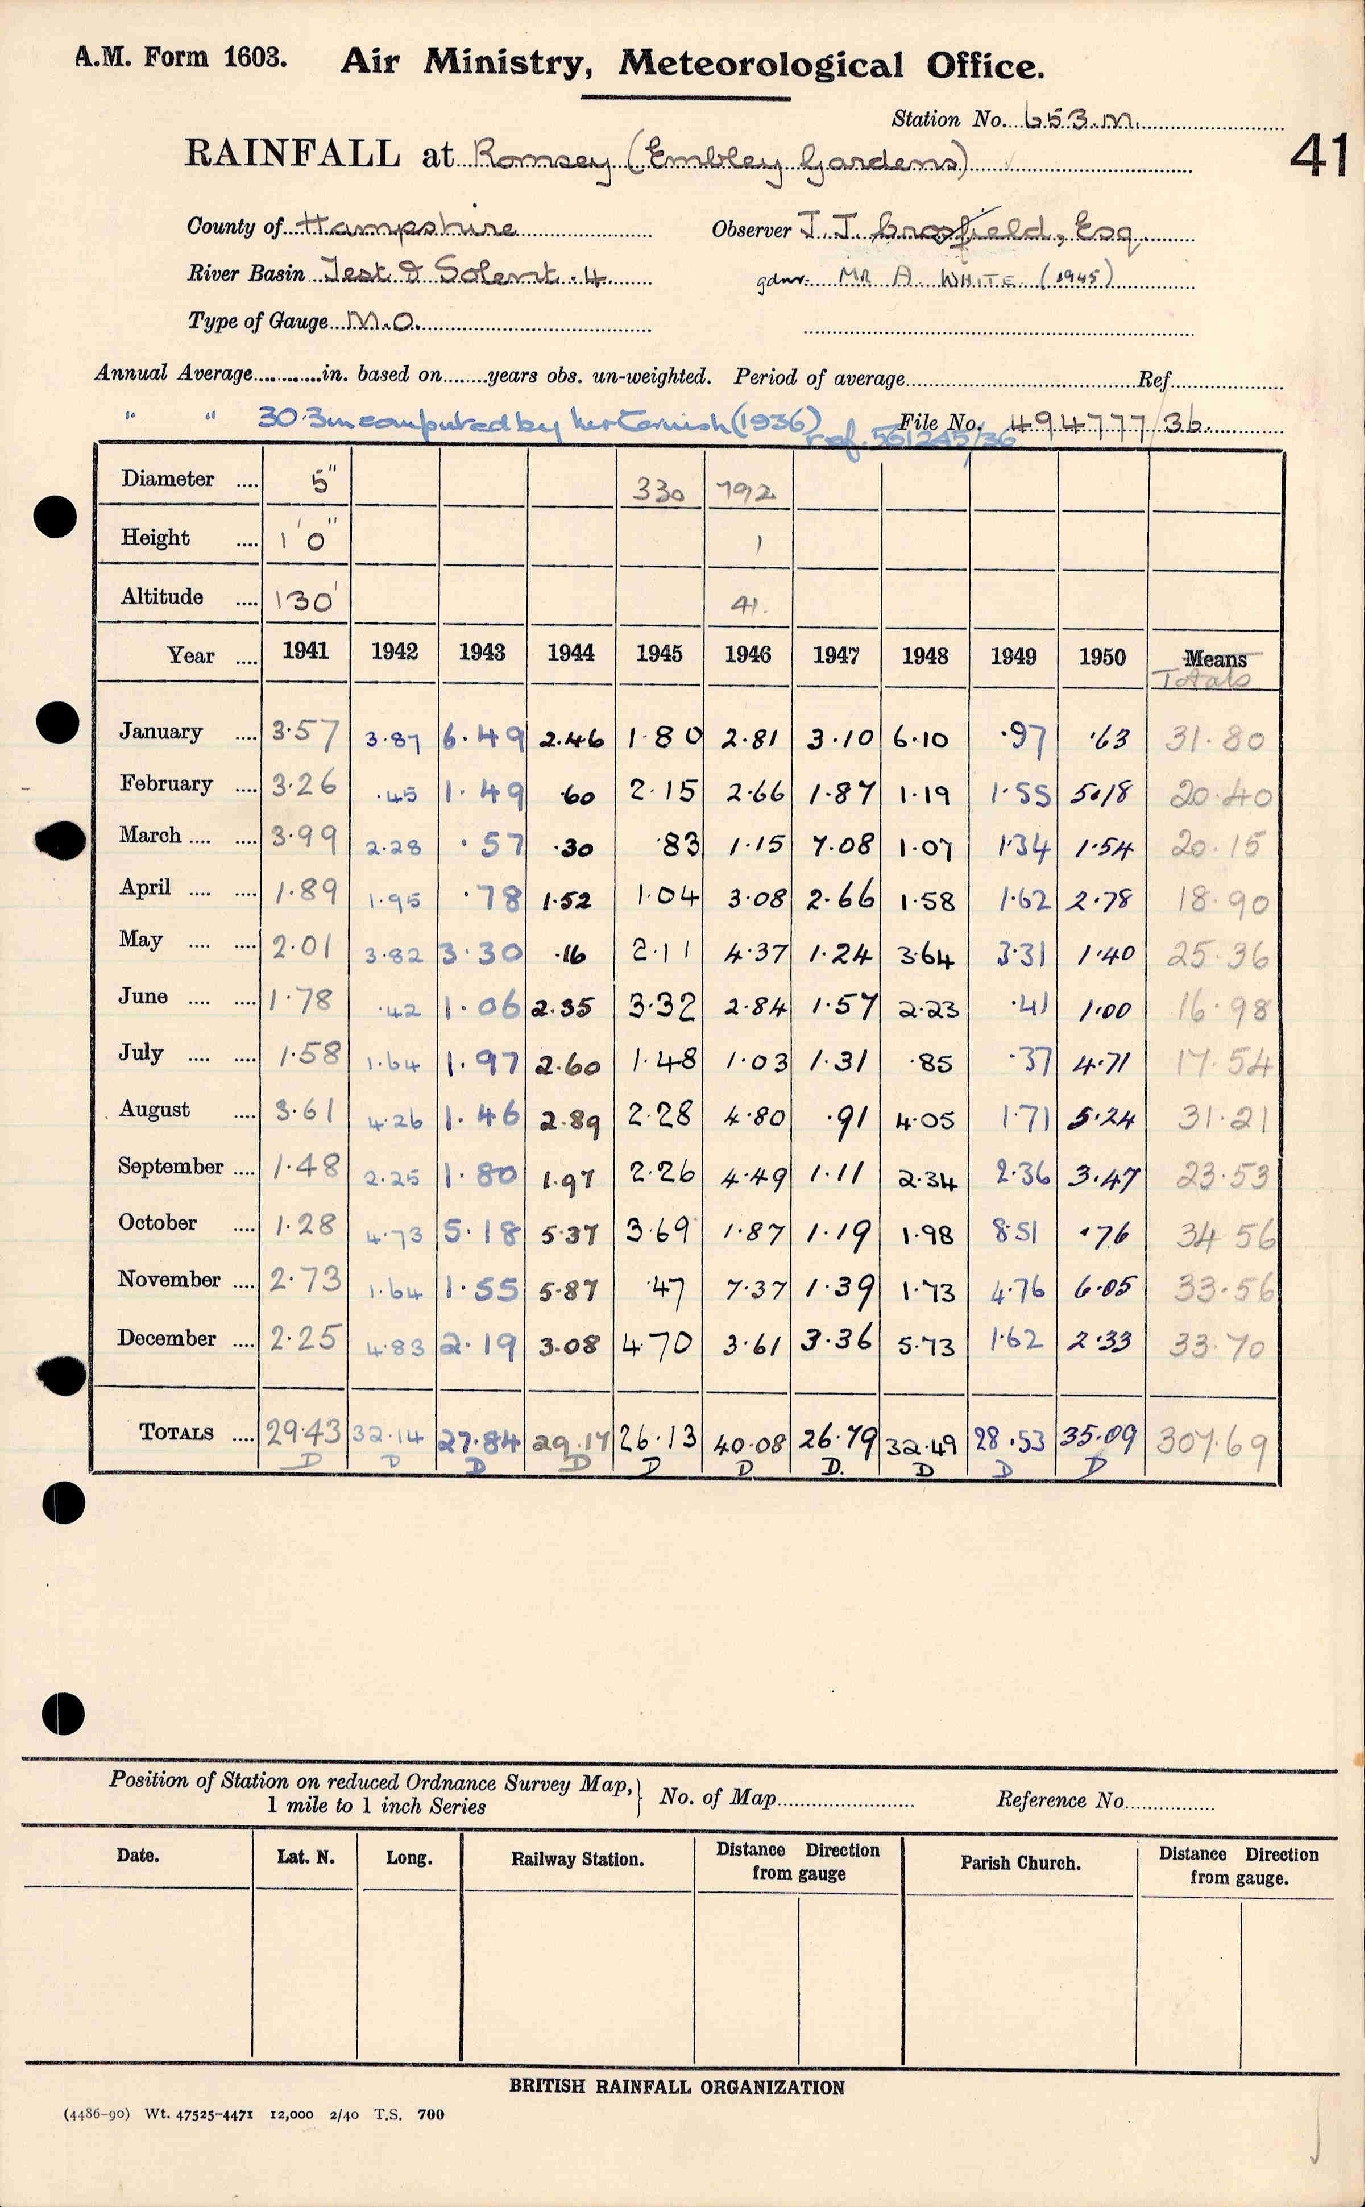 A.M. Form 1603. Air Ministry, Meteorological Office.
Station No. 653.M.
41
RAINFALL at Romsey (Embley Gardens)
County of Hampshire Observer J. J. Crosfield, Esq
River Basin Test & Solent. 4. gdnr. MR A. WHITE (1945)
Type of Gauge M.O.
Annual Average............in. based on........years obs. un-weighted. Period of average........Ref........
" " 30.3in computed by (1936) ref. 561245/36 File No. 494777/36.
Diameter .... 5" 330 792
Height .... 1' 0" 1
Altitude .... 130' 41.
Year .... 1941 1942 1943 1944 1945 1946 1947 1948 1949 1950 Means
Totals
January .... 3.57 3.87 6.49 2.46 1.80 2.81 3.10 6.10 .97 .63 31.80
February .... 3.26 .45 1.49 .60 2.15 2.66 1.87 1.19 1.55 5.18 20.40
March .... .... 3.99 2.28 .57 .30 .83 1.15 7.08 1.07 1.34 1.54 20.15
April .... .... 1.89 1.95 .78 1.52 1.04 3.08 2.66 1.58 1.62 2.78 18.90
May .... .... 2.01 3.82 3.30 .16 2.11 4.37 1.24 3.64 3.31 1.40 25.36
June .... .... 1.78 .42 1.06 2.35 3.32 2.84 1.57 2.23 .41 1.00 16.98
July .... .... 1.58 1.64 1.97 2.60 1.48 1.03 1.31 .85 .37 4.71 17.54
August .... 3.61 4.26 1.46 2.89 2.28 4.80 .91 4.05 1.71 5.24 31.21
September .... 1.48 2.25 1.80 1.97 2.26 4.49 1.11 2.34 2.36 3.47 23.53
October .... 1.28 4.73 5.18 5.37 3.69 1.87 1.19 1.98 8.51 .76 34.56
November .... 2.73 1.64 1.55 5.87 .47 7.37 1.39 1.73 4.76 6.05 33.56
December .... 2.25 4.83 2.19 3.08 4.70 3.61 3.36 5.73 1.62 2.33 33.70
TOTALS .... 29.43 32.14 27.84 29.17 26.13 40.08 26.79 32.49 28.53 35.09 307.69
D D D D D D D. D D D
Position of Station on reduced Ordnance Survey Map,} No. of Map........ Reference No........
1 mile to 1 inch Series
Date. Lat. N. Long. Railway Station. Distance Direction from gauge Parish Church. Distance Direction from gauge.
BRITISH RAINFALL ORGANIZATION
(4486-90) Wt. 47525-4471 12,000 2/40 T.S. 700